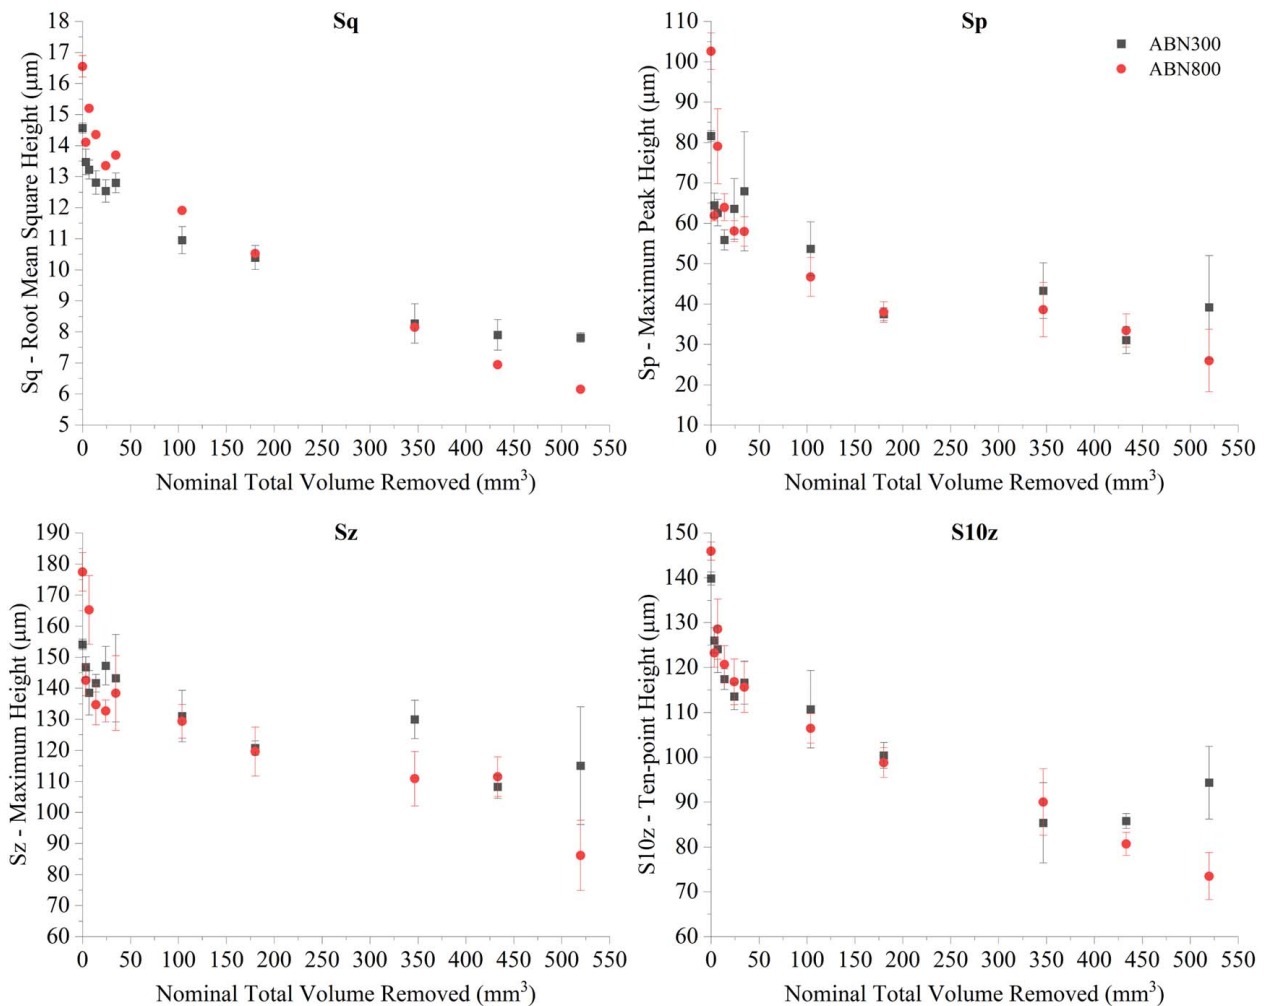 Sq
18
17
16
15
14
13
12
11
10
9
8
7
6
5
Sq - Root Mean Square Height (μm)
0 50 100 150 200 250 300 350 400 450 500 550
Nominal Total Volume Removed (mm³)
Sp
110
100
90
80
70
60
50
40
30
20
10
Sp - Maximum Peak Height (μm)
ABN300
ABN800
0 50 100 150 200 250 300 350 400 450 500 550
Nominal Total Volume Removed (mm³)
Sz
190
180
170
160
150
140
130
120
110
100
90
80
70
60
Sz - Maximum Height (μm)
0 50 100 150 200 250 300 350 400 450 500 550
Nominal Total Volume Removed (mm³)
S10z
150
140
130
120
110
100
90
80
70
60
S10z - Ten-point Height (μm)
0 50 100 150 200 250 300 350 400 450 500 550
Nominal Total Volume Removed (mm³)